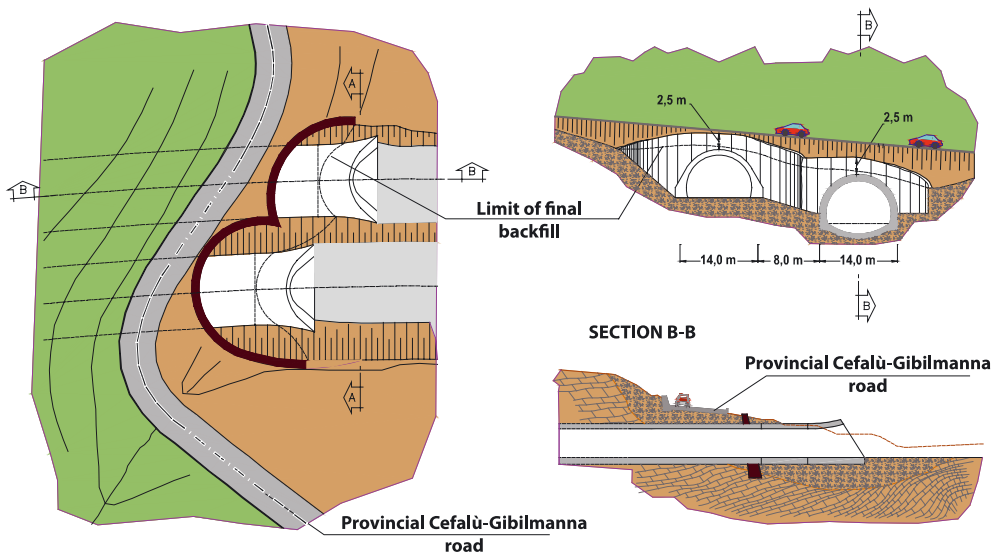 A
B
B
A
Limit of final
backfill
Provincial Cefalù-Gibilmanna
road
B
2,5 m
2,5 m
14,0 m
8,0 m
14,0 m
B
SECTION B-B
Provincial Cefalù-Gibilmanna
road